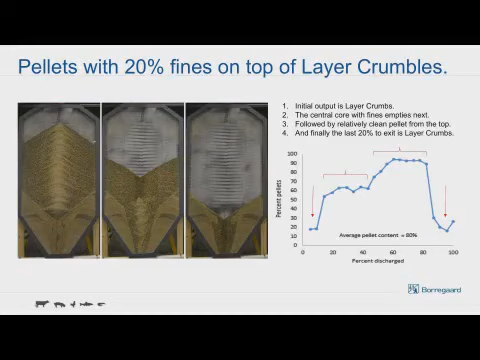 Pellets with 20% fines on top of Layer Crumbles.
1. Initial output is Layer Crumbs.
2. The central core with fines empties next.
3. Followed by relatively clean pellet from the top.
4. And finally the last 20% to exit is Layer Crumbs.
100
90
80
70
60
50
40
30
20
10
0
Percent pellets
Average pellet content = 80%
0 20 40 60 80 100
Percent discharged
Borregaard